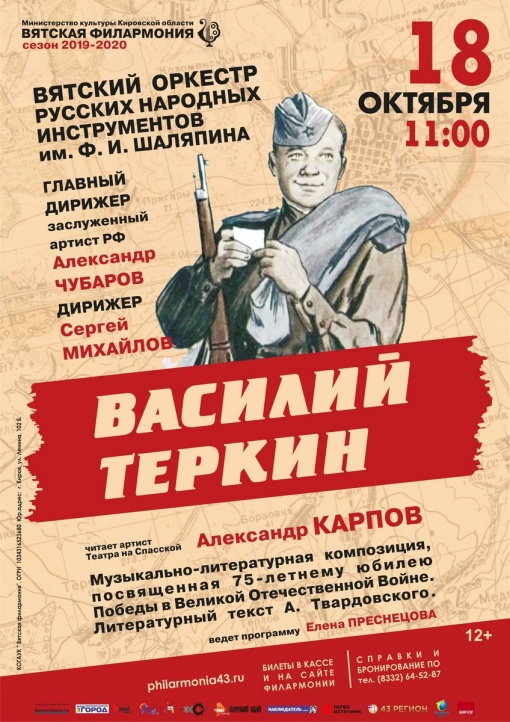 Министерство культуры Кировской области
ВЯТСКАЯ ФИЛАРМОНИЯ
сезон 2019-2020
18
ОКТЯБРЯ
11:00
ВЯТСКИЙ ОРКЕСТР
РУССКИХ НАРОДНЫХ
ИНСТРУМЕНТОВ
им. Ф. И. ШАЛЯПИНА
ГЛАВНЫЙ
ДИРИЖЕР
заслуженный
артист РФ
Александр
ЧУБАРОВ
ДИРИЖЕР
Сергей
МИХАЙЛОВ
ВАСИЛИЙ
ТЕРКИН
читает артист
Театра на Спасской
Александр КАРПОВ
Музыкально-литературная композиция,
посвященная 75-летнему юбилею
Победы в Великой Отечественной Войне.
Литературный текст А. Твардовского.
ведет программу Елена ПРЕСНЕЦОВА
12+
КОГАУК "Вятская филармония". ОГРН 1034316523680 Юр.адрес: г. Киров, ул. Ленина, 102 Б.
philarmonia43.ru
БИЛЕТЫ В КАССЕ
И НА САЙТЕ
ФИЛАРМОНИИ
СПРАВКИ И
БРОНИРОВАНИЕ ПО
тел. (8332) 64-52-87
ГОРОД
НАБЛЮДАТЕЛЬ
ПЕРВО
ИСТОЧНИК
43 РЕГИОН